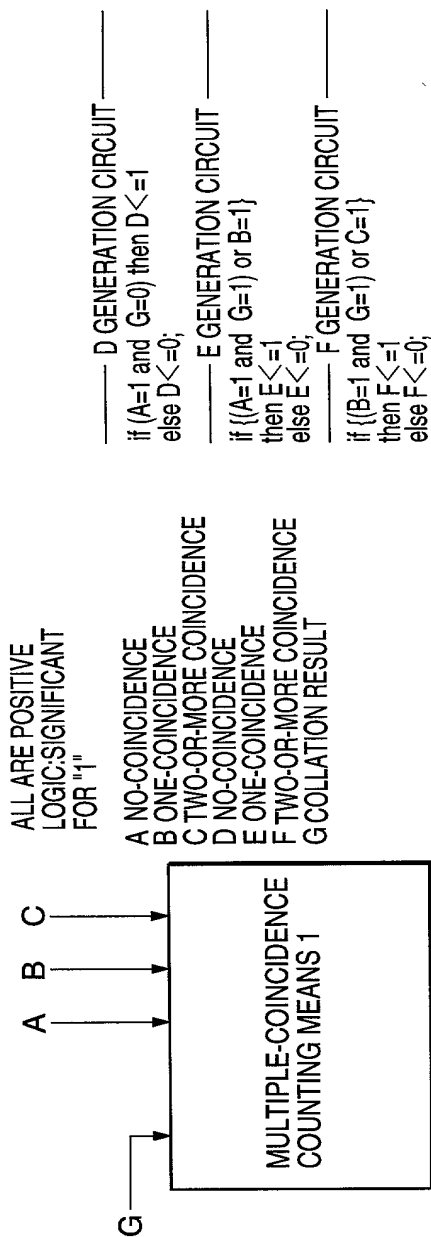 G
A
B
C
MULTIPLE-COINCIDENCE
COUNTING MEANS 1
ALL ARE POSITIVE
LOGIC:SIGNIFICANT
FOR "1"
A NO-COINCIDENCE
B ONE-COINCIDENCE
C TWO-OR-MORE COINCIDENCE
D NO-COINCIDENCE
E ONE-COINCIDENCE
F TWO-OR-MORE COINCIDENCE
G COLLATION RESULT
D GENERATION CIRCUIT
if (A=1 and G=0) then D<=1
else D<=0;
E GENERATION CIRCUIT
if {(A=1 and G=1) or B=1}
then E<=1
else E<=0;
F GENERATION CIRCUIT
if {(B=1 and G=1) or C=1}
then F<=1
else F<=0;